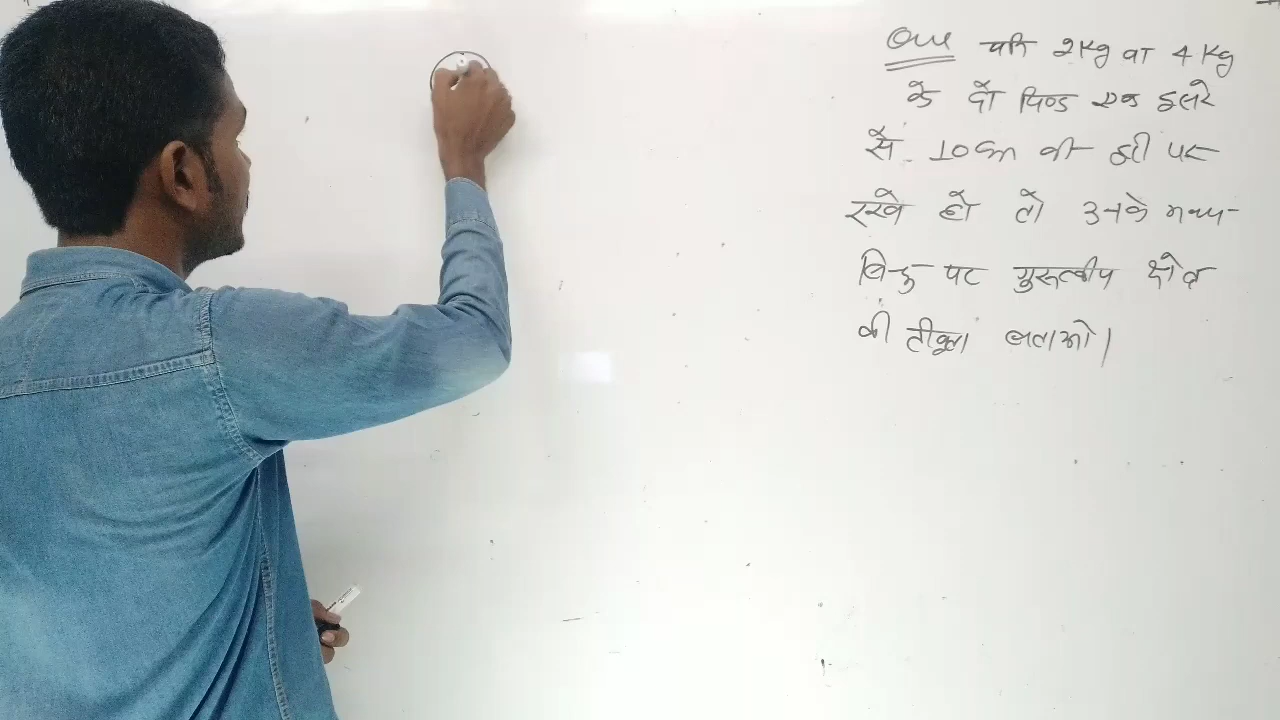 Que यदि 2Kg वा 4Kg
के दो पिण्ड एक दुसरे
से 10cm की दुरी पर
रखे हो तो उनके मध्य-
बिन्दु पर गुरुत्वीय क्षेत्र
की तीव्रता बताओ।